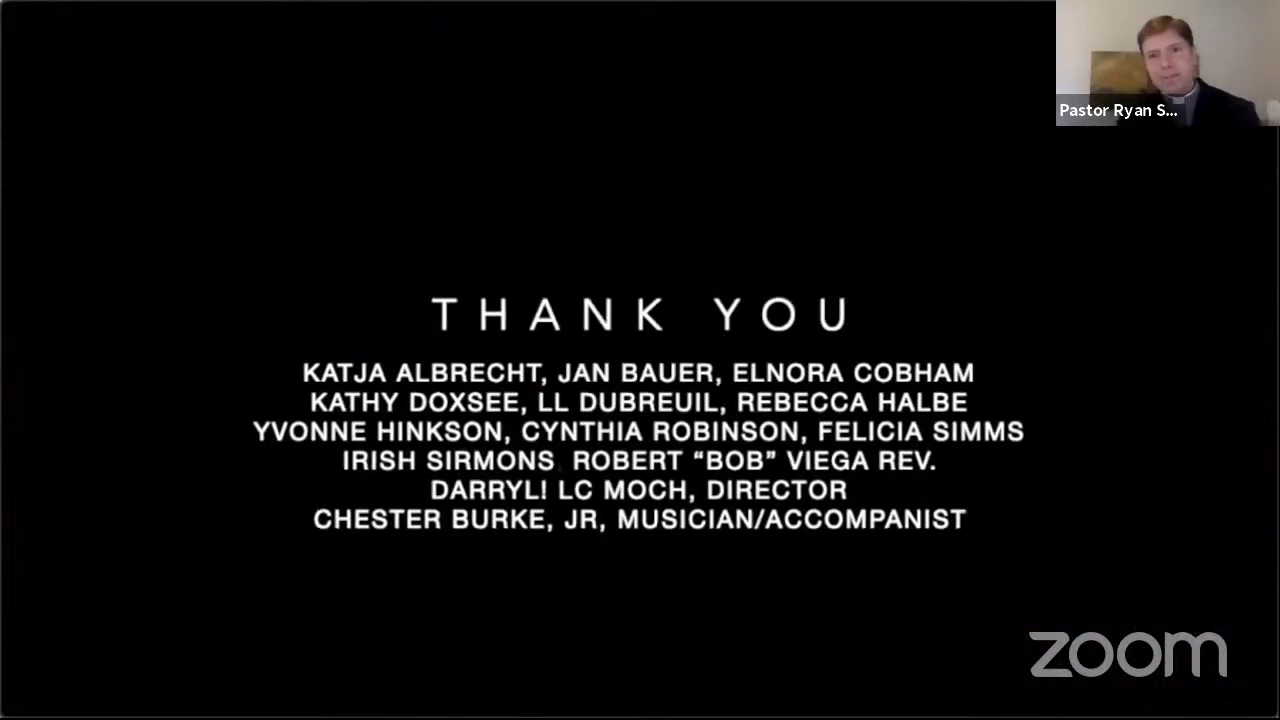 Pastor Ryan S...
THANK YOU
KATJA ALBRECHT, JAN BAUER, ELNORA COBHAM
KATHY DOXSEE, LL DUBREUIL, REBECCA HALBE
YVONNE HINKSON, CYNTHIA ROBINSON, FELICIA SIMMS
IRISH SIRMONS, ROBERT “BOB” VIEGA REV.
DARRYL! LC MOCH, DIRECTOR
CHESTER BURKE, JR, MUSICIAN/ACCOMPANIST
zoom